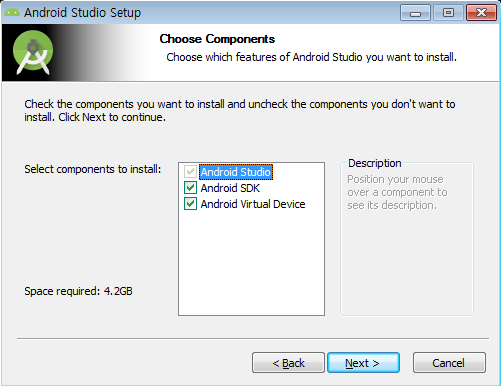 Android Studio Setup
Choose Components
Choose which features of Android Studio you want to install.
Check the components you want to install and uncheck the components you don't want to
install. Click Next to continue.
Select components to install:
Android Studio
Android SDK
Android Virtual Device
Description
Position your mouse
over a component to
see its description.
Space required: 4.2GB
< Back
Next >
Cancel